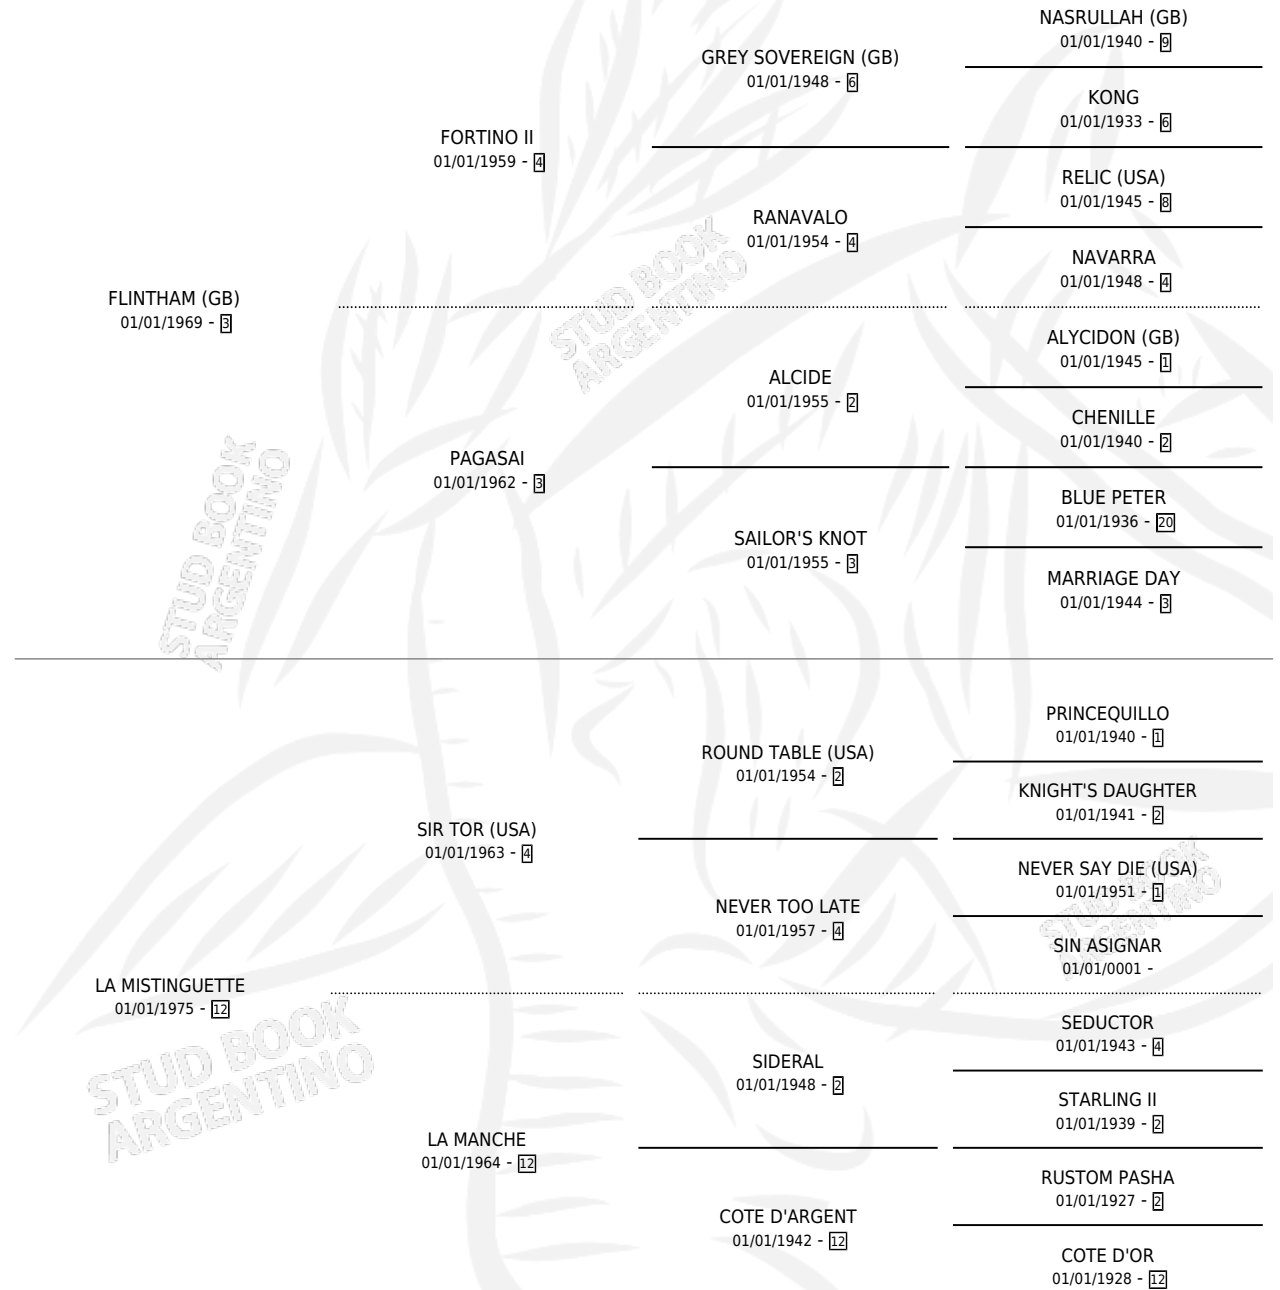 NASRULLAH (GB)
01/01/1940 - 9
GREY SOVEREIGN (GB)
01/01/1948 - 6
KONG
01/01/1933 - 6
FORTINO II
01/01/1959 - 4
RELIC (USA)
01/01/1945 - 8
RANAVALO
01/01/1954 - 4
NAVARRA
01/01/1948 - 4
FLINTHAM (GB)
01/01/1969 - 3
ALYCIDON (GB)
01/01/1945 - 1
ALCIDE
01/01/1955 - 2
CHENILLE
01/01/1940 - 2
PAGASAI
01/01/1962 - 3
BLUE PETER
01/01/1936 - 20
SAILOR'S KNOT
01/01/1955 - 3
MARRIAGE DAY
01/01/1944 - 3
PRINCEQUILLO
01/01/1940 - 1
ROUND TABLE (USA)
01/01/1954 - 2
KNIGHT'S DAUGHTER
01/01/1941 - 2
SIR TOR (USA)
01/01/1963 - 4
NEVER SAY DIE (USA)
01/01/1951 - 1
NEVER TOO LATE
01/01/1957 - 4
SIN ASIGNAR
01/01/0001 -
LA MISTINGUETTE
01/01/1975 - 12
SEDUCTOR
01/01/1943 - 4
SIDERAL
01/01/1948 - 2
STARLING II
01/01/1939 - 2
LA MANCHE
01/01/1964 - 12
RUSTOM PASHA
01/01/1927 - 2
COTE D'ARGENT
01/01/1942 - 12
COTE D'OR
01/01/1928 - 12
STUD BOOK
ARGENTINO
STUD BOOK
ARGENTINO
STUD BOOK
ARGENTINO
STUD BOOK
ARGENTINO